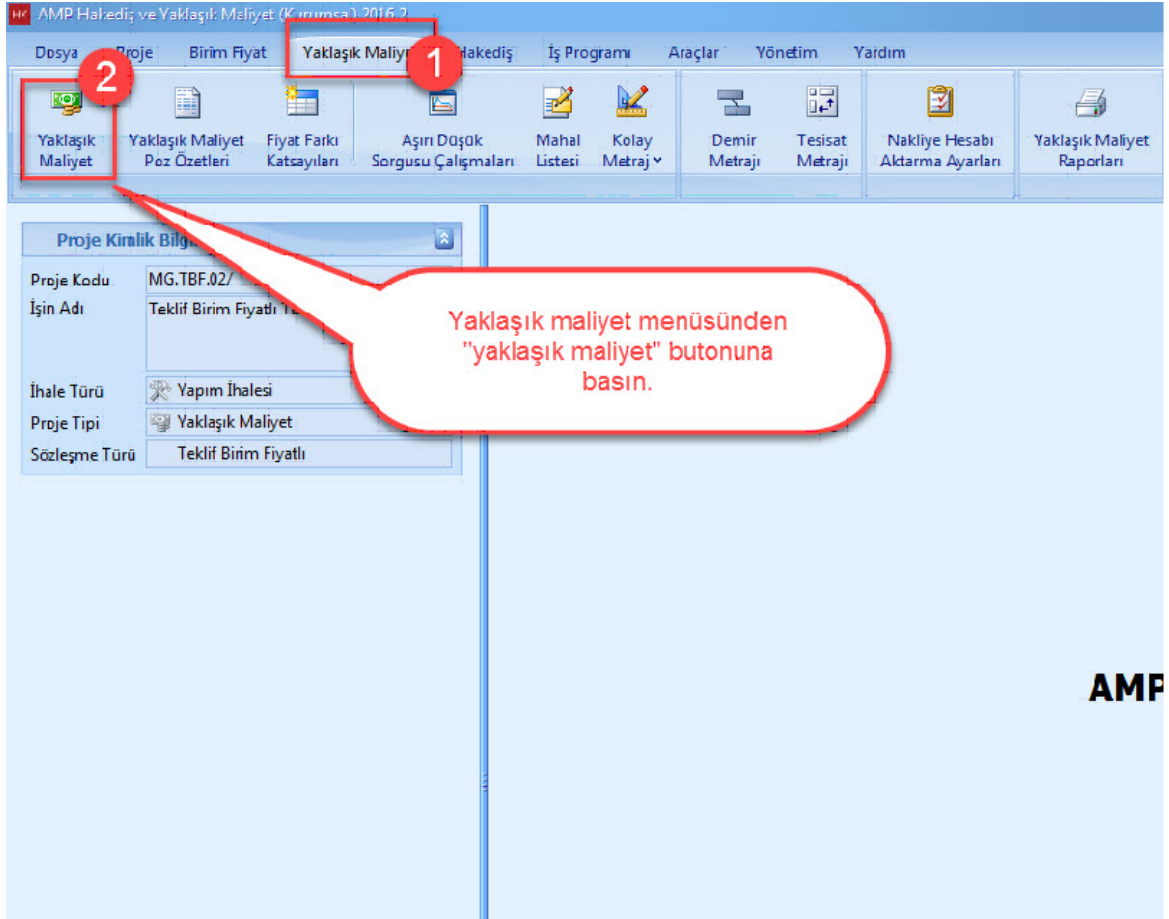 HK AMP Hakediş ve Yaklaşık Maliyet (Kurumsal) 2016.2
Dosya Proje Birim Fiyat Yaklaşık Maliyet Hakediş İş Programı Araçlar Yönetim Yardım
1
2
Yaklaşık Maliyet
Yaklaşık Maliyet Poz Özetleri
Fiyat Farkı Katsayıları
Aşırı Düşük Sorgusu Çalışmaları
Mahal Listesi
Kolay Metraj
Demir Metrajı
Tesisat Metrajı
Nakliye Hesabı Aktarma Ayarları
Yaklaşık Maliyet Raporları
Proje Kimlik
Proje Kodu MG.TBF.02/
İşin Adı Teklif Birim Fiyatlı
Yaklaşık maliyet menüsünden
"yaklaşık maliyet" butonuna
basın.
İhale Türü Yapım İhalesi
Proje Tipi Yaklaşık Maliyet
Sözleşme Türü Teklif Birim Fiyatlı
AMP